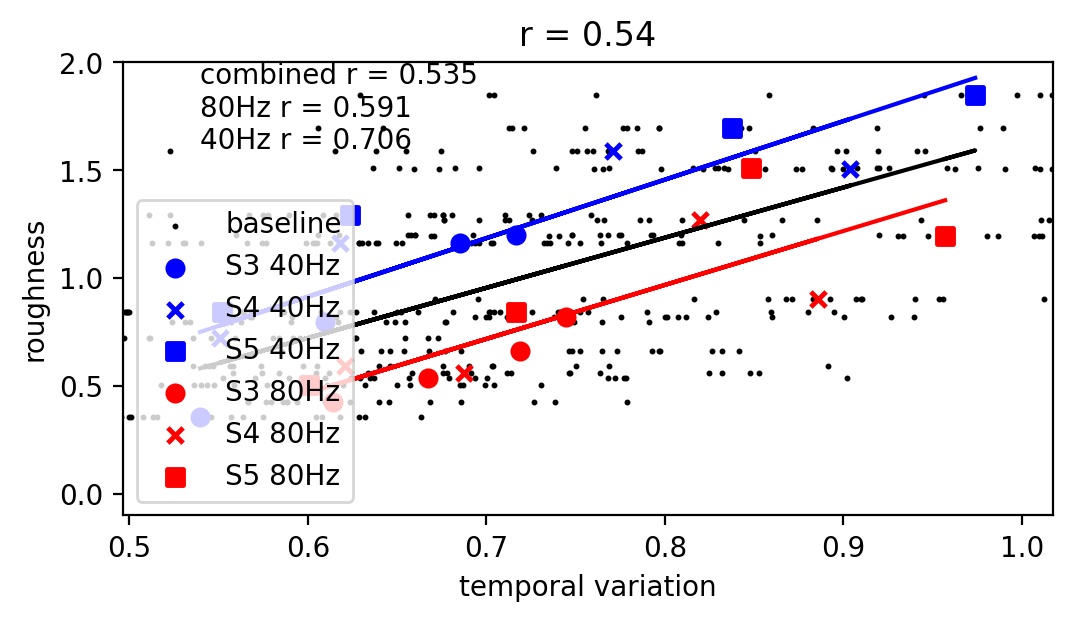 r = 0.54
combined r = 0.535
80Hz r = 0.591
40Hz r = 0.706
2.0
1.5
1.0
0.5
0.0
roughness
baseline
S3 40Hz
S4 40Hz
S5 40Hz
S3 80Hz
S4 80Hz
S5 80Hz
0.5 0.6 0.7 0.8 0.9 1.0
temporal variation